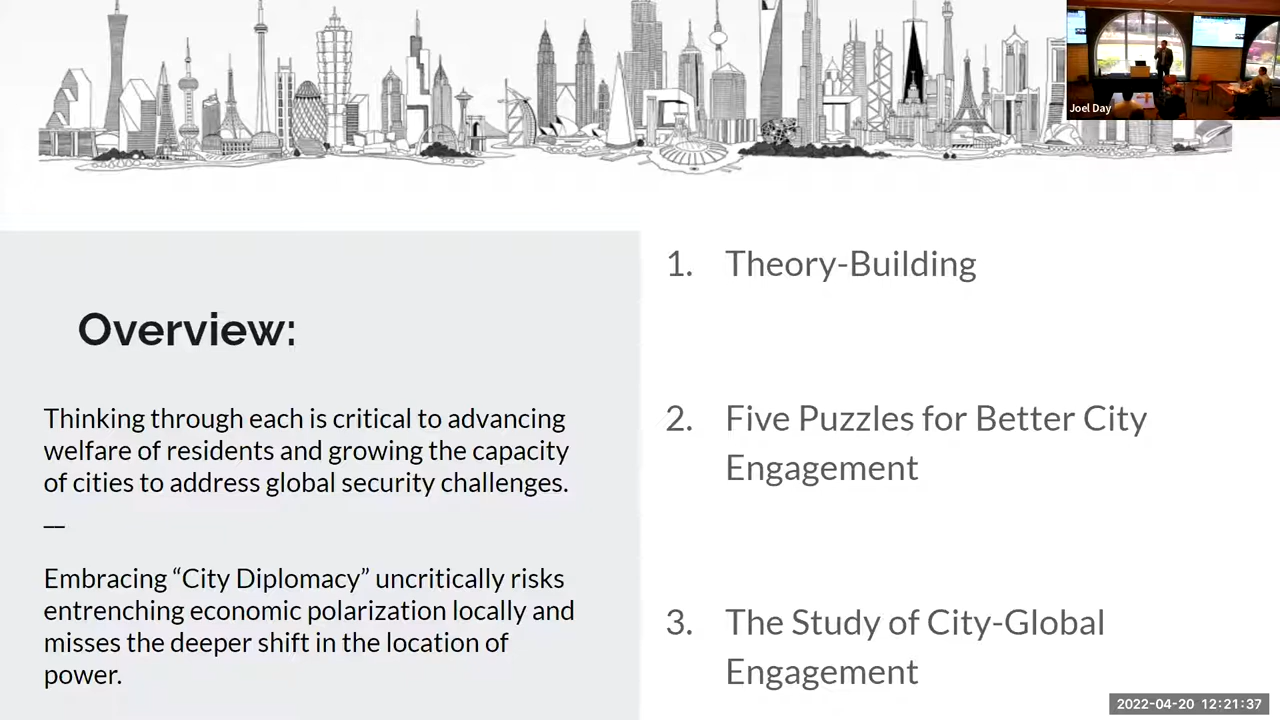 Joel Day
Overview:
Thinking through each is critical to advancing
welfare of residents and growing the capacity
of cities to address global security challenges.
__
Embracing “City Diplomacy” uncritically risks
entrenching economic polarization locally and
misses the deeper shift in the location of
power.
1. Theory-Building
2. Five Puzzles for Better City
Engagement
3. The Study of City-Global
Engagement
2022-04-20 12:21:37